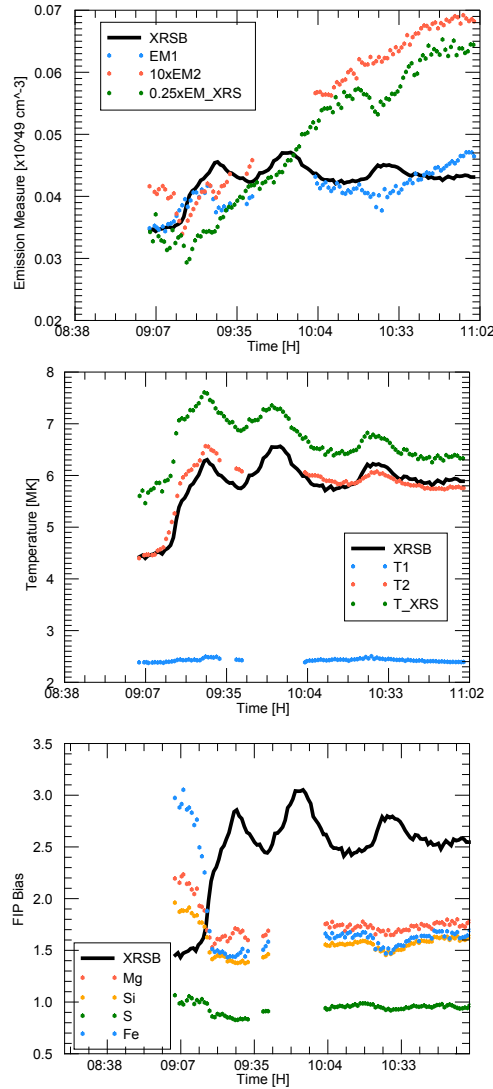 0.07
0.06
0.05
0.04
0.03
0.02
Emission Measure [x10^49 cm^-3]
XRSB
EM1
10xEM2
0.25xEM_XRS
08:38 09:07 09:35 10:04 10:33 11:02
Time [H]
8
7
6
5
4
3
2
Temperature [MK]
XRSB
T1
T2
T_XRS
08:38 09:07 09:35 10:04 10:33 11:02
Time [H]
3.5
3.0
2.5
2.0
1.5
1.0
0.5
FIP Bias
XRSB
Mg
Si
S
Fe
08:38 09:07 09:35 10:04 10:33
Time [H]